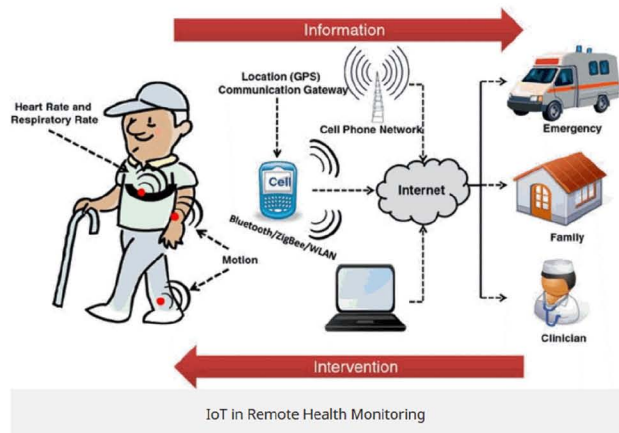 Information
Location (GPS)
Communication Gateway
Heart Rate and
Respiratory Rate
Cell Phone Network
Emergency
Cell
Internet
Bluetooth/ZigBee/WLAN
Family
Motion
Clinician
Intervention
IoT in Remote Health Monitoring